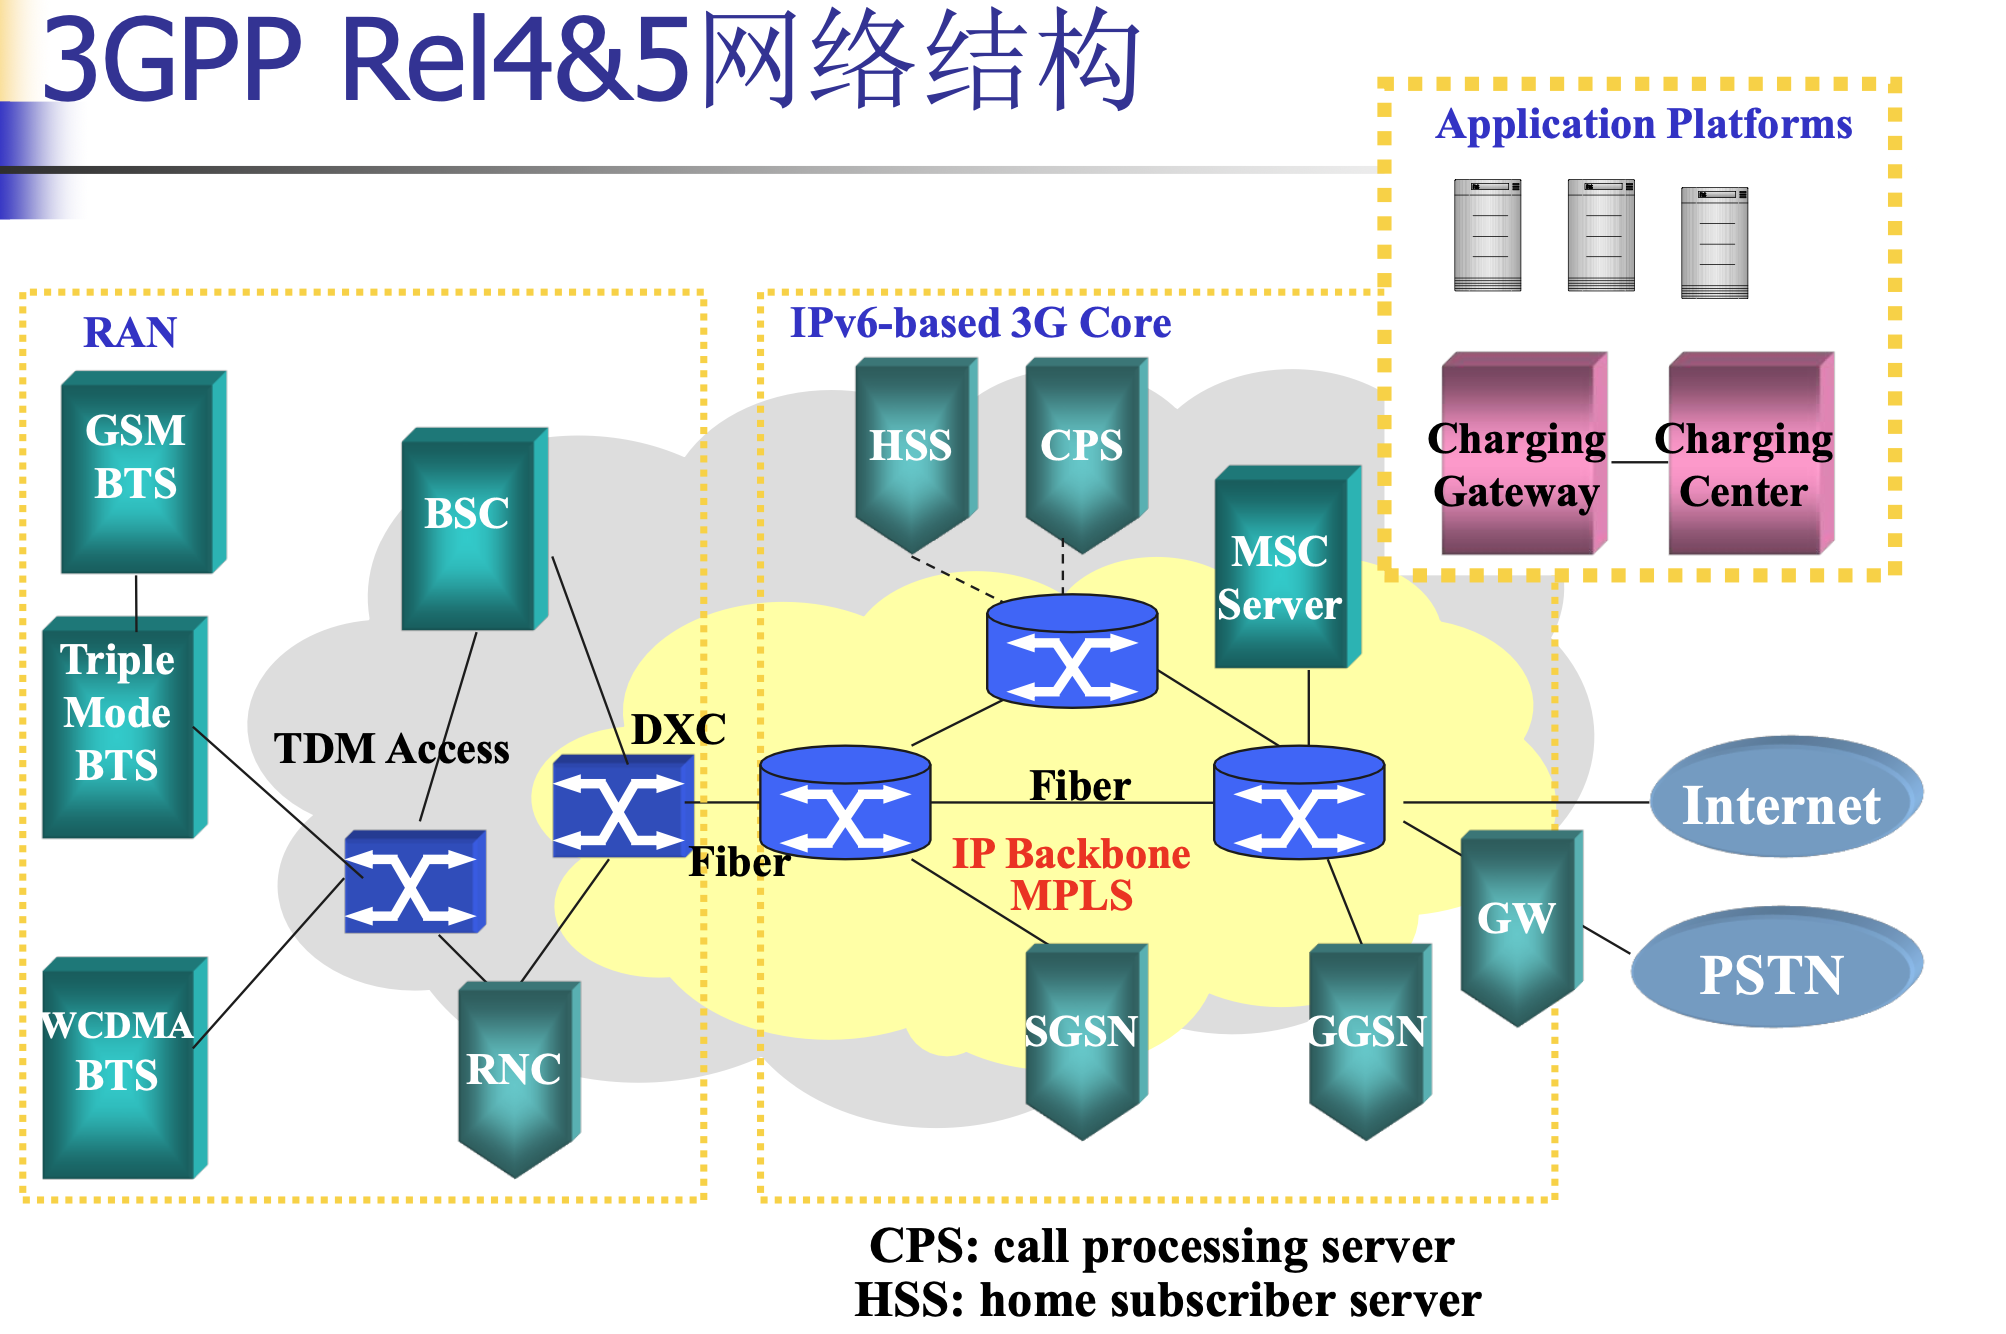 3GPP Rel4&5网络结构
Application Platforms
Charging
Gateway
Charging
Center
RAN
GSM
BTS
Triple
Mode
BTS
WCDMA
BTS
BSC
TDM Access
RNC
DXC
Fiber
IPv6-based 3G Core
HSS
CPS
MSC
Server
Fiber
IP Backbone
MPLS
SGSN
GGSN
GW
Internet
PSTN
CPS: call processing server
HSS: home subscriber server